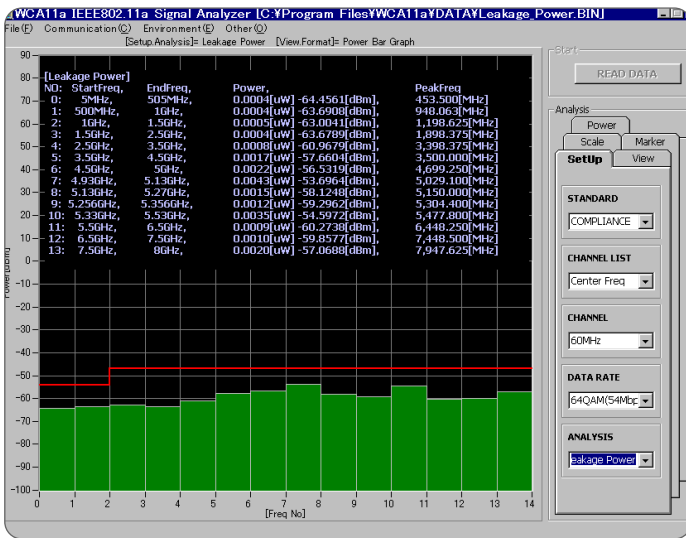 WCA11a IEEE802.11a Signal Analyzer [C:¥Program Files¥WCA11a¥DATA¥Leakage_Power.BIN]
File(F) Communication(C) Environment(E) Other(O)
[Setup.Analysis]= Leakage Power [View.Format]= Power Bar Graph
[Leakage Power]
NO: StartFreq, EndFreq, Power, PeakFreq
0: 5MHz, 505MHz, 0.0004[uW] -64.4561[dBm], 453.500[MHz]
1: 500MHz, 1GHz, 0.0004[uW] -63.6908[dBm], 948.063[MHz]
2: 1GHz, 1.5GHz, 0.0005[uW] -63.0041[dBm], 1,198.625[MHz]
3: 1.5GHz, 2.5GHz, 0.0004[uW] -63.6789[dBm], 1,898.375[MHz]
4: 2.5GHz, 3.5GHz, 0.0008[uW] -60.9679[dBm], 3,398.375[MHz]
5: 3.5GHz, 4.5GHz, 0.0017[uW] -57.6604[dBm], 3,500.000[MHz]
6: 4.5GHz, 5GHz, 0.0022[uW] -56.5319[dBm], 4,699.250[MHz]
7: 4.93GHz, 5.13GHz, 0.0043[uW] -53.6964[dBm], 5,029.100[MHz]
8: 5.13GHz, 5.27GHz, 0.0015[uW] -58.1248[dBm], 5,150.000[MHz]
9: 5.256GHz, 5.356GHz, 0.0012[uW] -59.2962[dBm], 5,304.400[MHz]
10: 5.33GHz, 5.53GHz, 0.0035[uW] -54.5972[dBm], 5,477.800[MHz]
11: 5.5GHz, 6.5GHz, 0.0009[uW] -60.2738[dBm], 6,448.250[MHz]
12: 6.5GHz, 7.5GHz, 0.0010[uW] -59.8577[dBm], 7,448.500[MHz]
13: 7.5GHz, 8GHz, 0.0020[uW] -57.0688[dBm], 7,947.625[MHz]
90
80
70
60
50
40
30
20
10
0
-10
-20
-30
-40
-50
-60
-70
-80
-90
-100
Power[dBm]
0 1 2 3 4 5 6 7 8 9 10 11 12 13 14
[Freq No]
Start
READ DATA
Analysis
Power
Scale Marker
SetUp View
STANDARD
COMPLIANCE
CHANNEL LIST
Center Freq
CHANNEL
60MHz
DATA RATE
64QAM(54Mbp
ANALYSIS
eakage Power